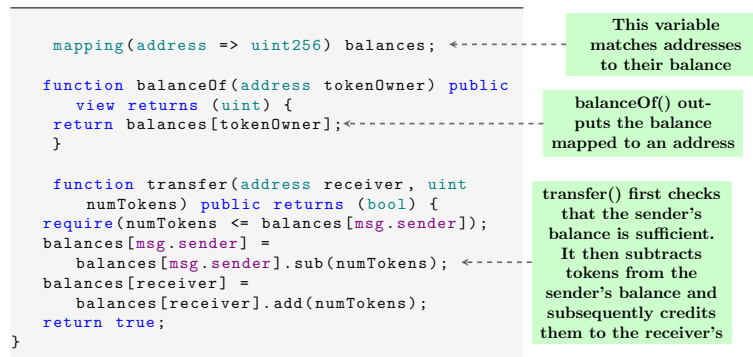 mapping(address => uint256) balances;
This variable
matches addresses
to their balance
function balanceOf(address tokenOwner) public
view returns (uint) {
return balances[tokenOwner];
}
balanceOf() out-
puts the balance
mapped to an address
function transfer(address receiver, uint
numTokens) public returns (bool) {
require(numTokens <= balances[msg.sender]);
balances[msg.sender] =
balances[msg.sender].sub(numTokens);
balances[receiver] =
balances[receiver].add(numTokens);
return true;
}
transfer() first checks
that the sender's
balance is sufficient.
It then subtracts
tokens from the
sender's balance and
subsequently credits
them to the receiver's